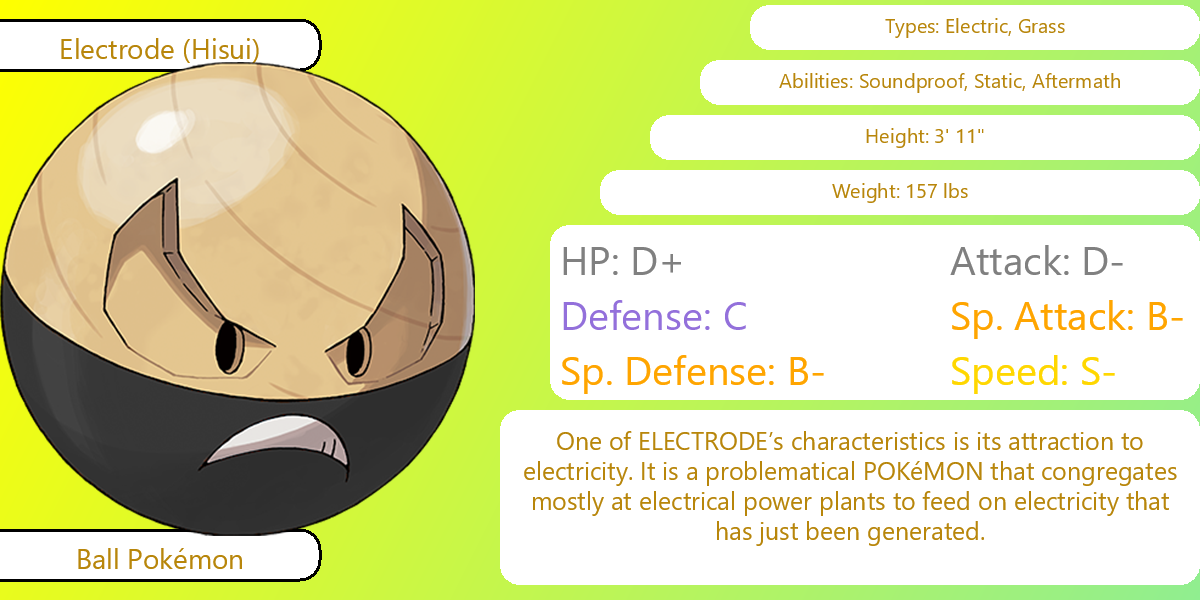 Electrode (Hisui)
Types: Electric, Grass
Abilities: Soundproof, Static, Aftermath
Height: 3' 11"
Weight: 157 lbs
HP: D+
Attack: D-
Defense: C
Sp. Attack: B-
Sp. Defense: B-
Speed: S-
One of ELECTRODE’s characteristics is its attraction to
electricity. It is a problematical POKéMON that congregates
mostly at electrical power plants to feed on electricity that
has just been generated.
Ball Pokémon